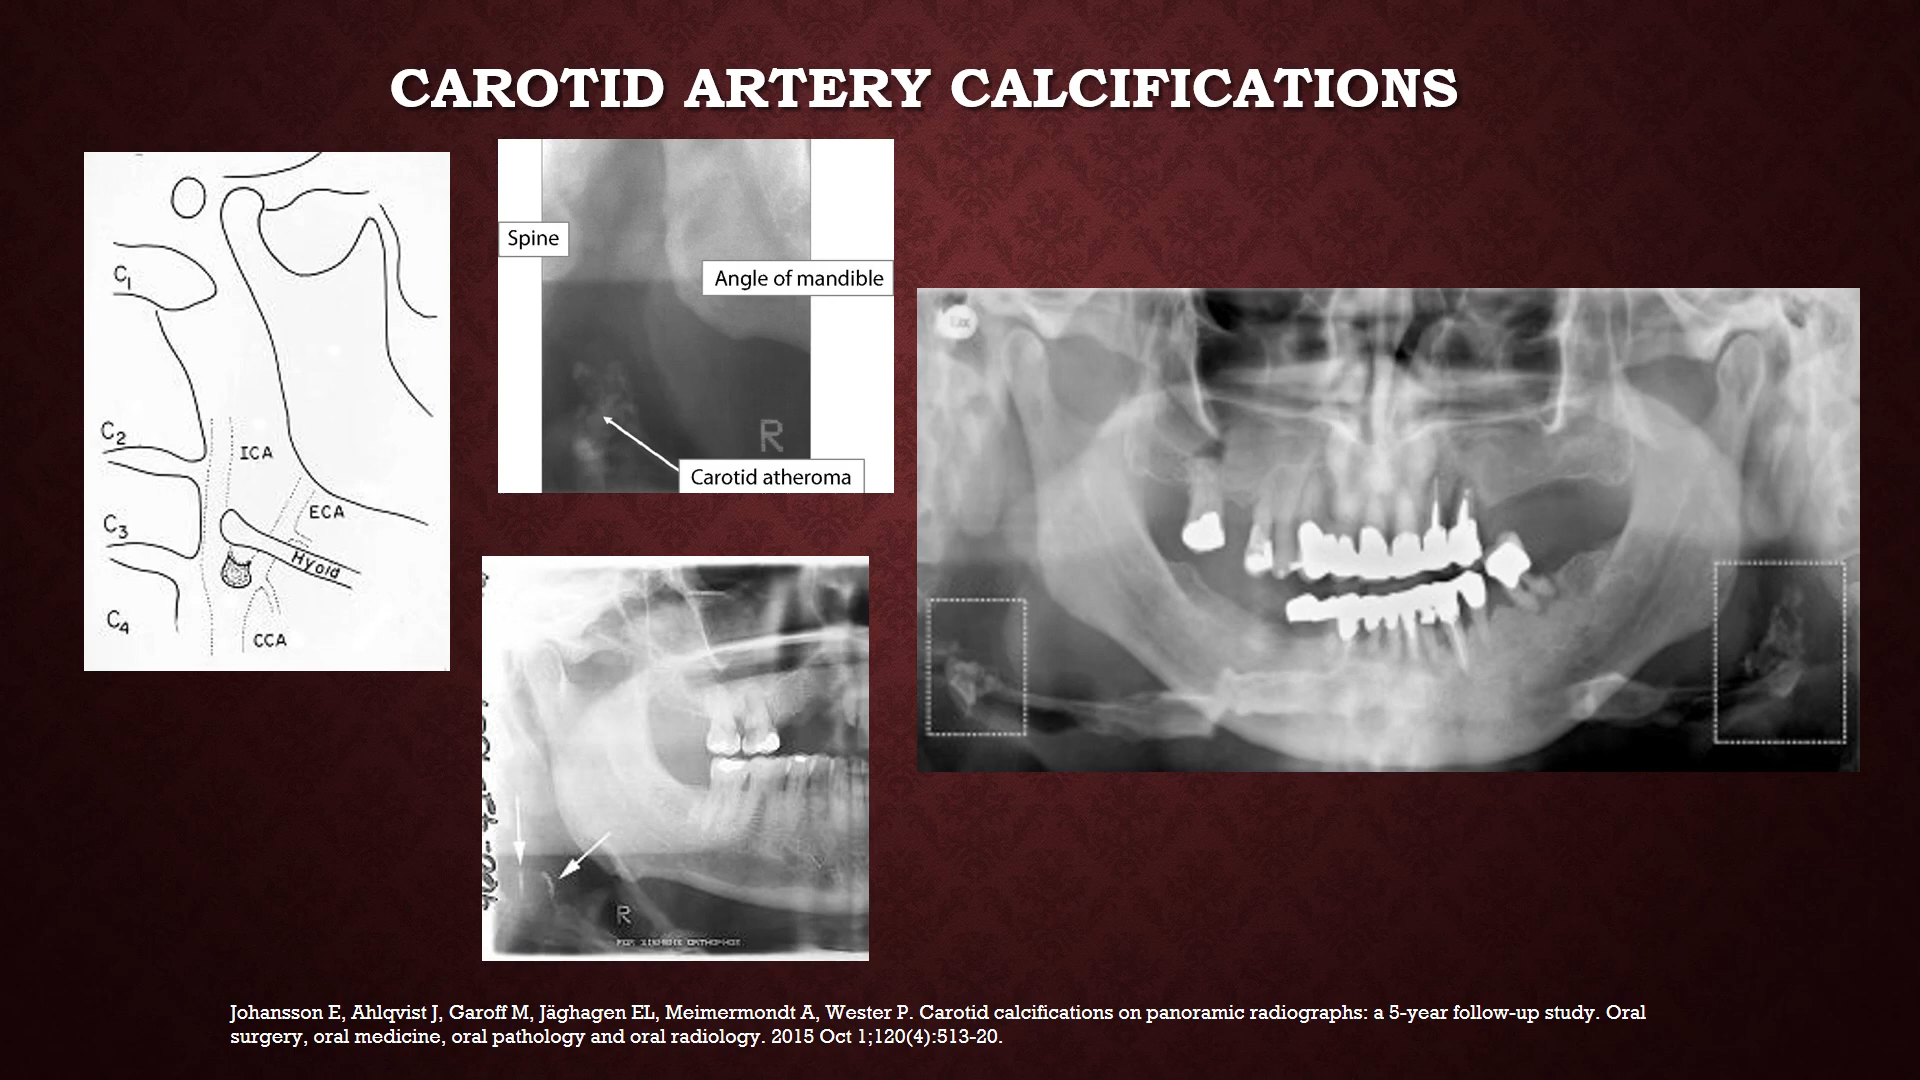 CAROTID ARTERY CALCIFICATIONS
C1
C2
ICA
ECA
C3
Hyoid
C4
CCA
Spine
Angle of mandible
R
Carotid atheroma
R
Johansson E, Ahlqvist J, Garoff M, Jäghagen EL, Meimermondt A, Wester P. Carotid calcifications on panoramic radiographs: a 5-year follow-up study. Oral
surgery, oral medicine, oral pathology and oral radiology. 2015 Oct 1;120(4):513-20.